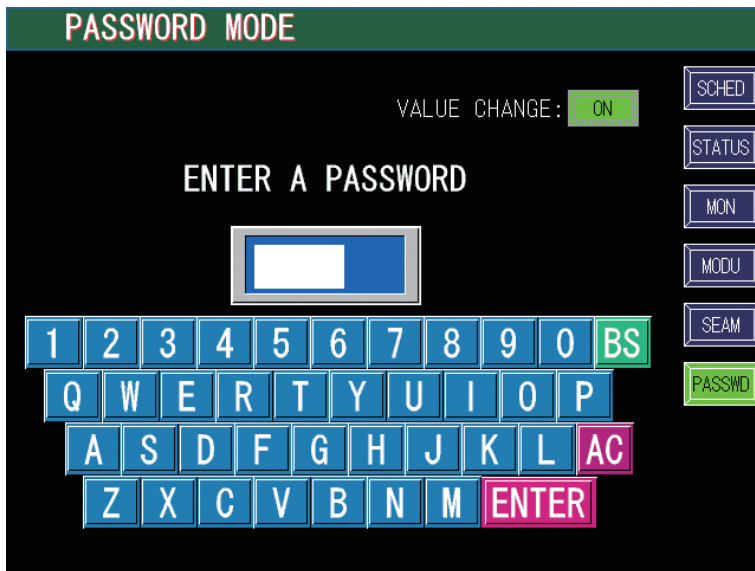 PASSWORD MODE
VALUE CHANGE: ON
ENTER A PASSWORD
1 2 3 4 5 6 7 8 9 0 BS
Q W E R T Y U I O P
A S D F G H J K L AC
Z X C V B N M ENTER
SCHED
STATUS
MON
MODU
SEAM
PASSWD